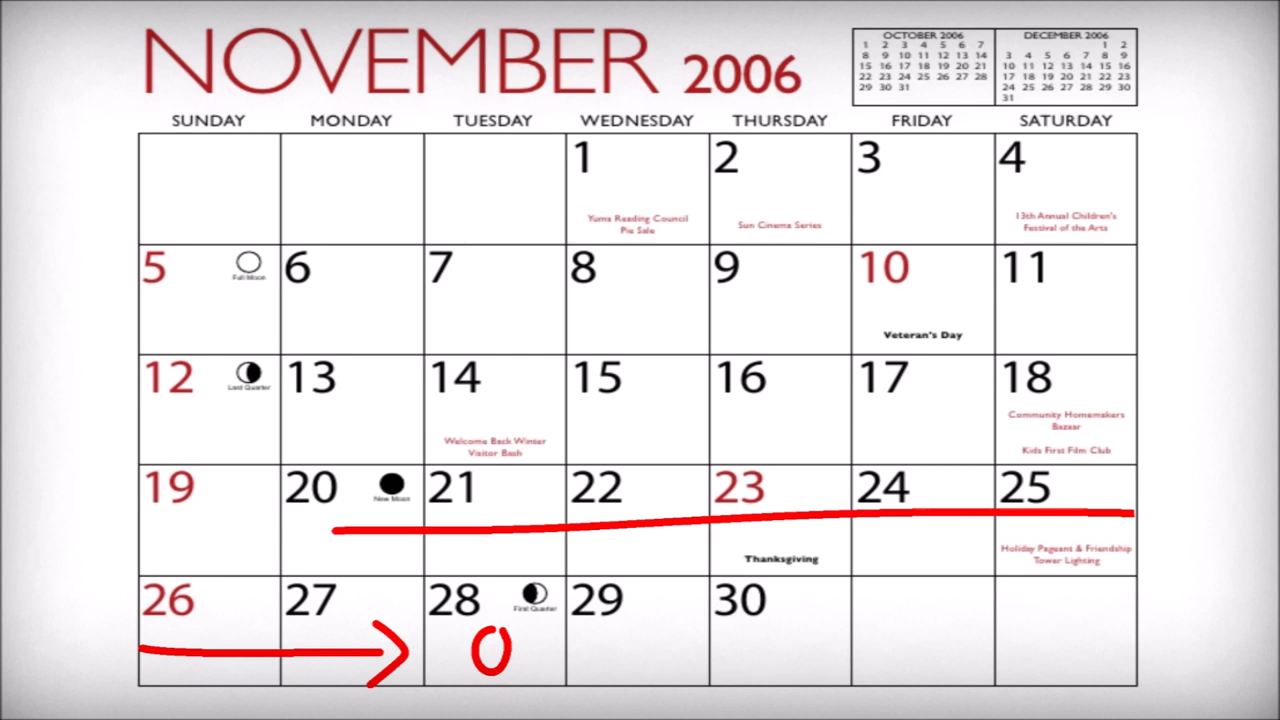 NOVEMBER 2006
OCTOBER 2006
1 2 3 4 5 6 7
8 9 10 11 12 13 14
15 16 17 18 19 20 21
22 23 24 25 26 27 28
29 30 31
DECEMBER 2006
1 2
3 4 5 6 7 8 9
10 11 12 13 14 15 16
17 18 19 20 21 22 23
24 25 26 27 28 29 30
31
SUNDAY MONDAY TUESDAY WEDNESDAY THURSDAY FRIDAY SATURDAY
1 2 3 4
Yuma Reading Council
Pie Sale
Sun Cinema Series
13th Annual Children's
Festival of the Arts
5 Full Moon 6 7 8 9 10 11
Veteran's Day
12 Last Quarter 13 14 15 16 17 18
Welcome Back Winter
Visitor Bash
Community Homemakers
Bazaar
Kids First Film Club
19 20 New Moon 21 22 23 24 25
Thanksgiving
Holiday Pageant & Friendship
Tower Lighting
26 27 28 First Quarter 29 30
0